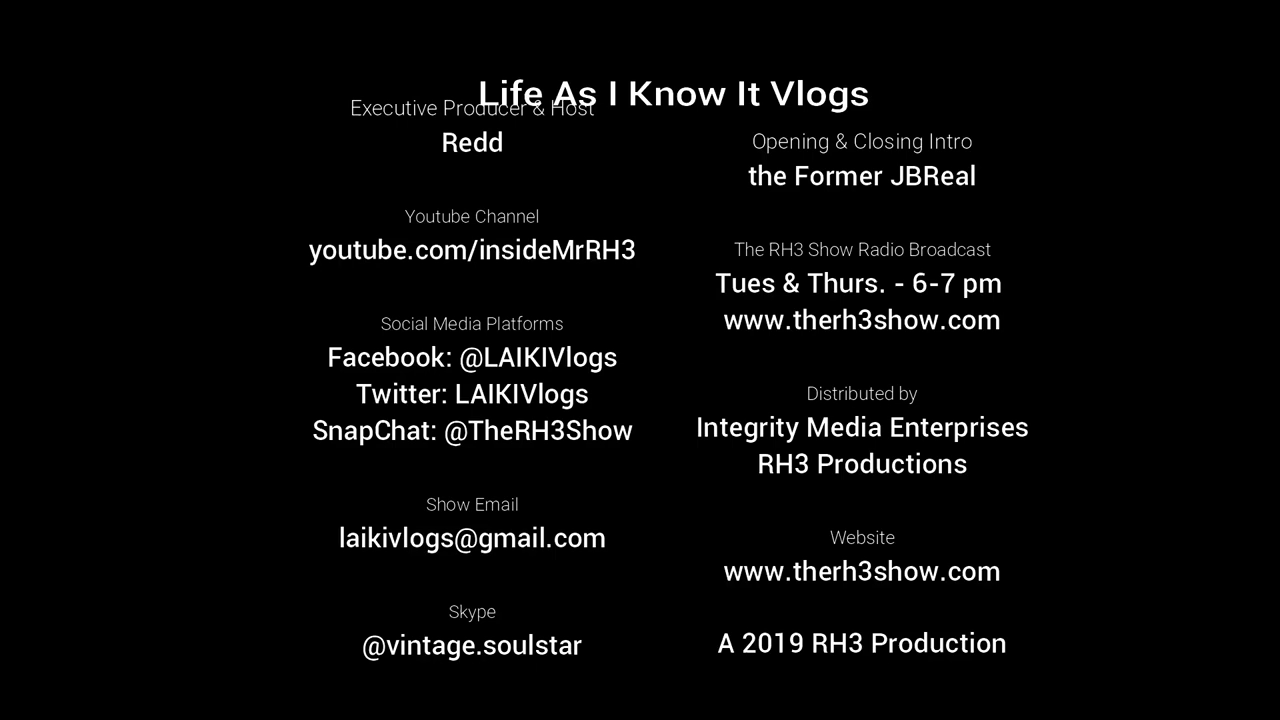 Life As I Know It Vlogs
Executive Producer & Host
Redd
Youtube Channel
youtube.com/insideMrRH3
Social Media Platforms
Facebook: @LAIKIVlogs
Twitter: LAIKIVlogs
SnapChat: @TheRH3Show
Show Email
laikivlogs@gmail.com
Skype
@vintage.soulstar
Opening & Closing Intro
the Former JBReal
The RH3 Show Radio Broadcast
Tues & Thurs. - 6-7 pm
www.therh3show.com
Distributed by
Integrity Media Enterprises
RH3 Productions
Website
www.therh3show.com
A 2019 RH3 Production